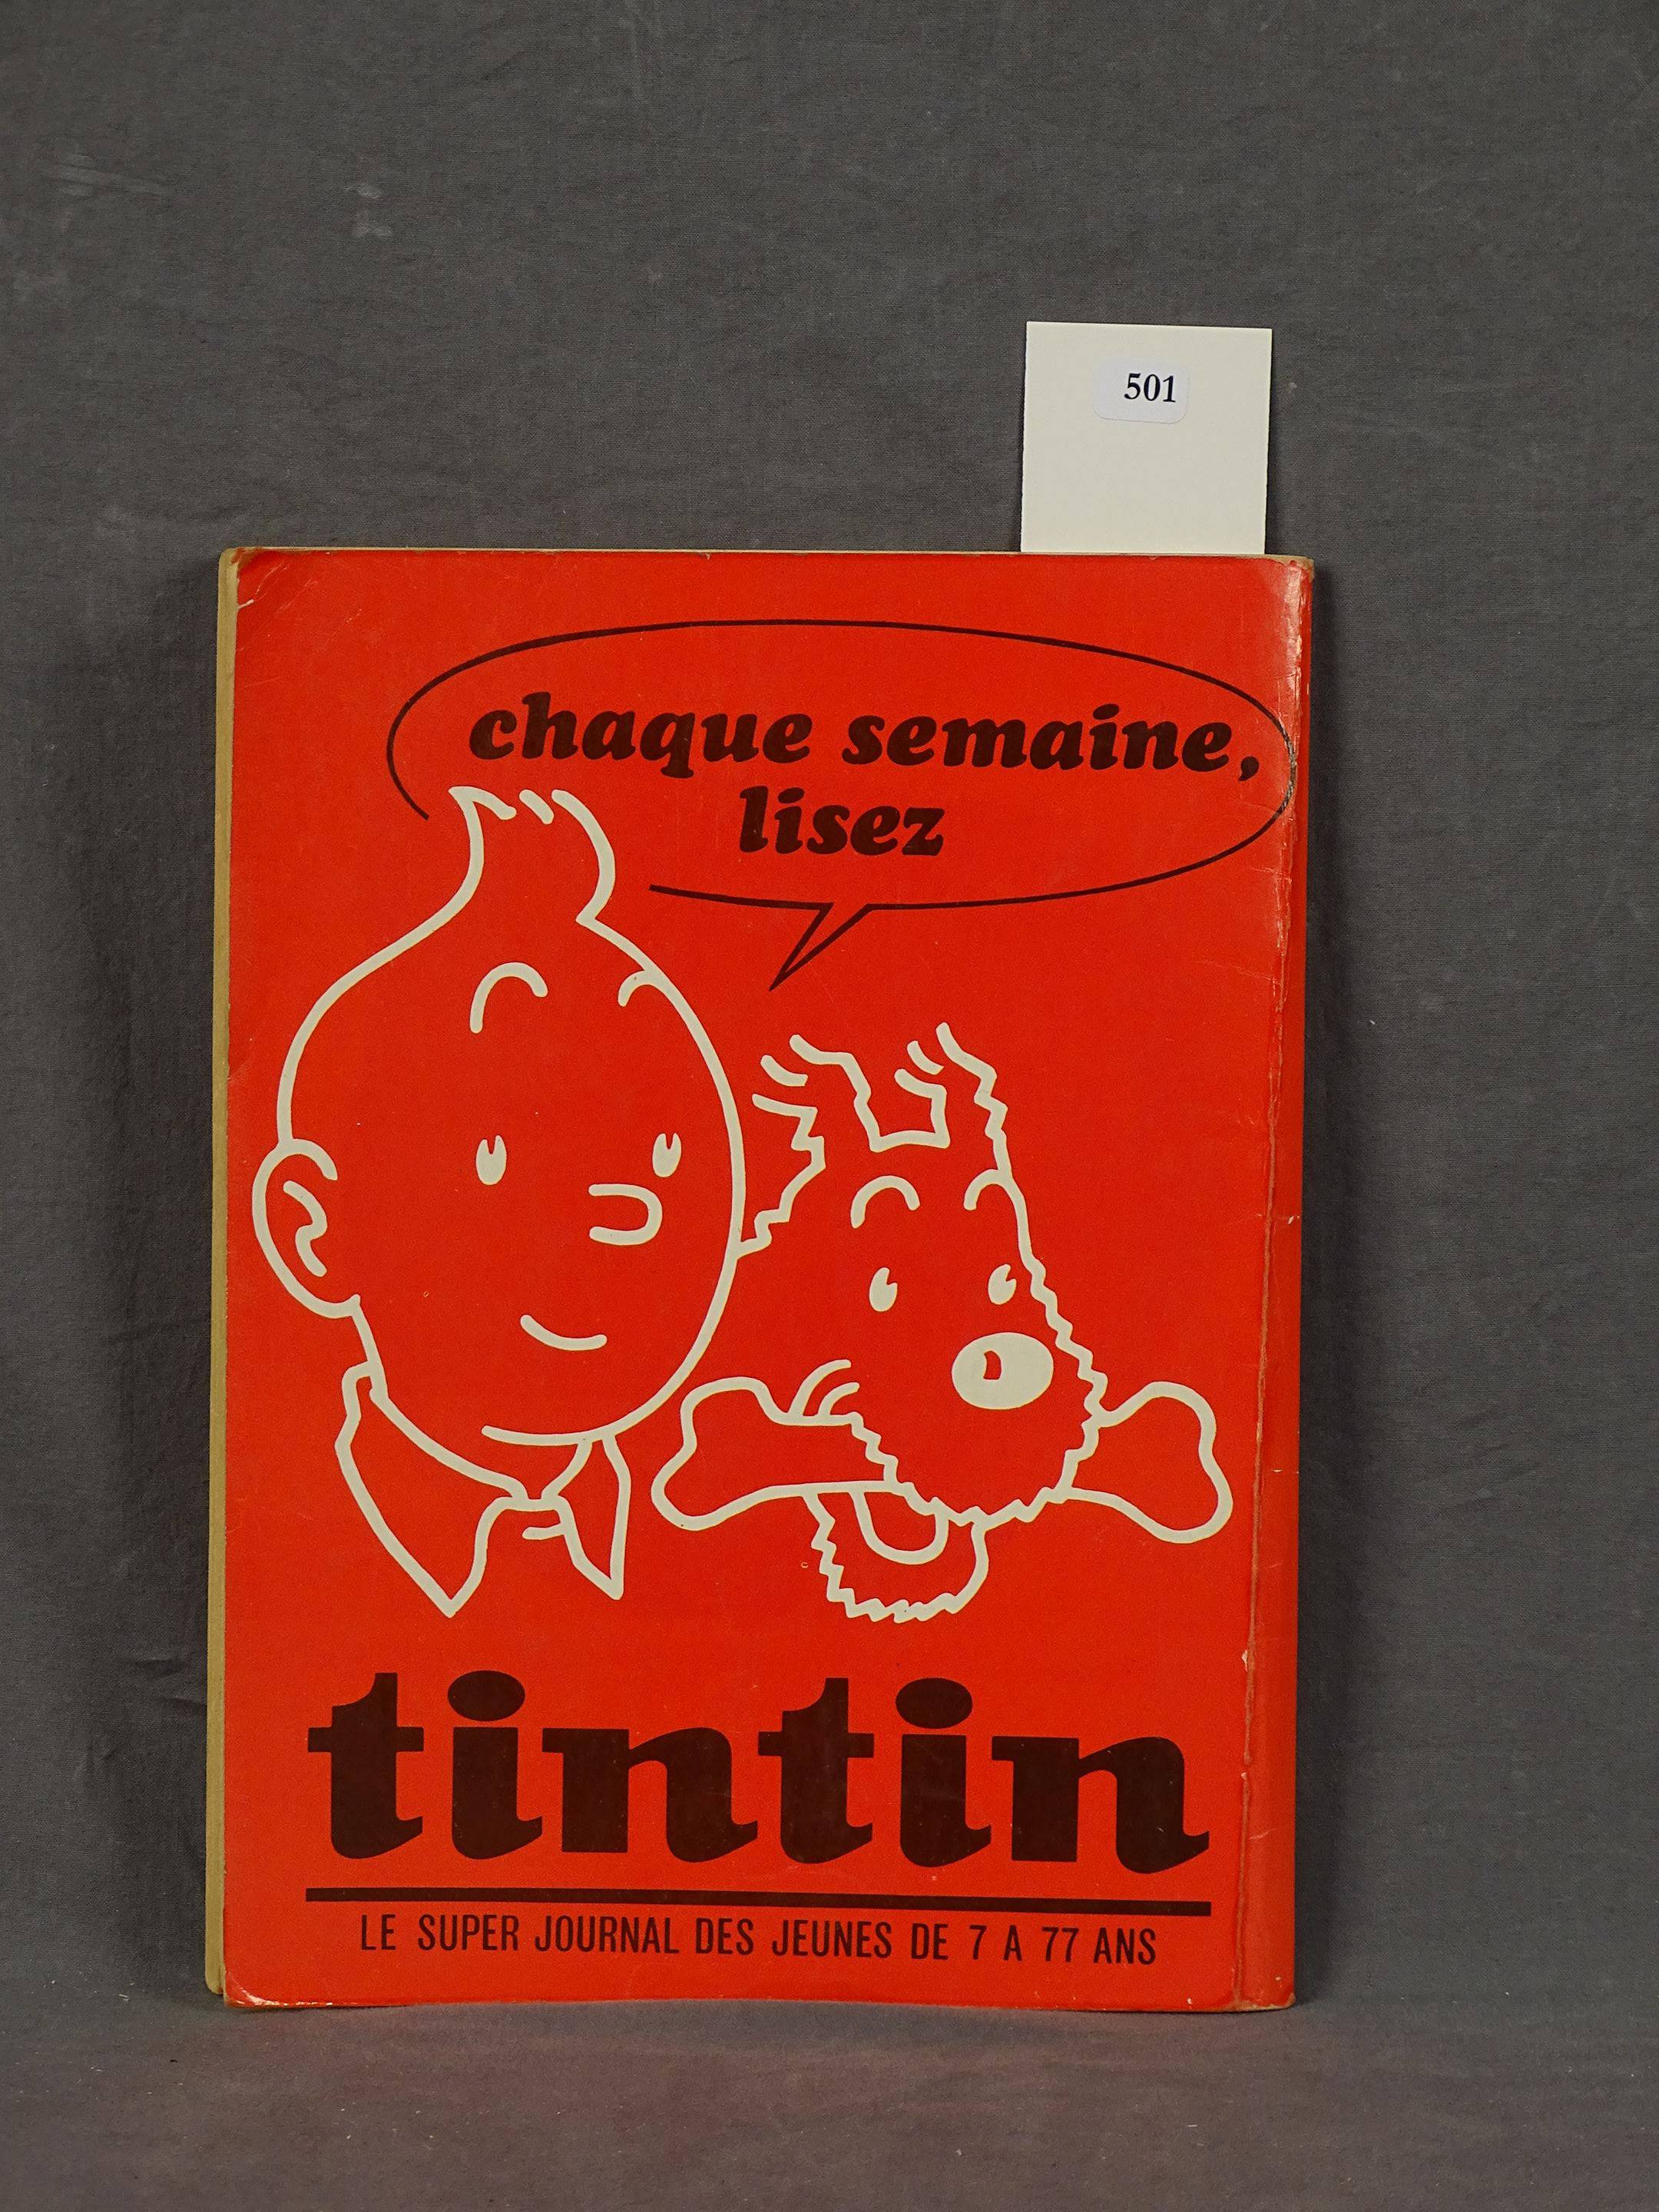 501
chaque semaine,
lisez
tintin
LE SUPER JOURNAL DES JEUNES DE 7 A 77 ANS